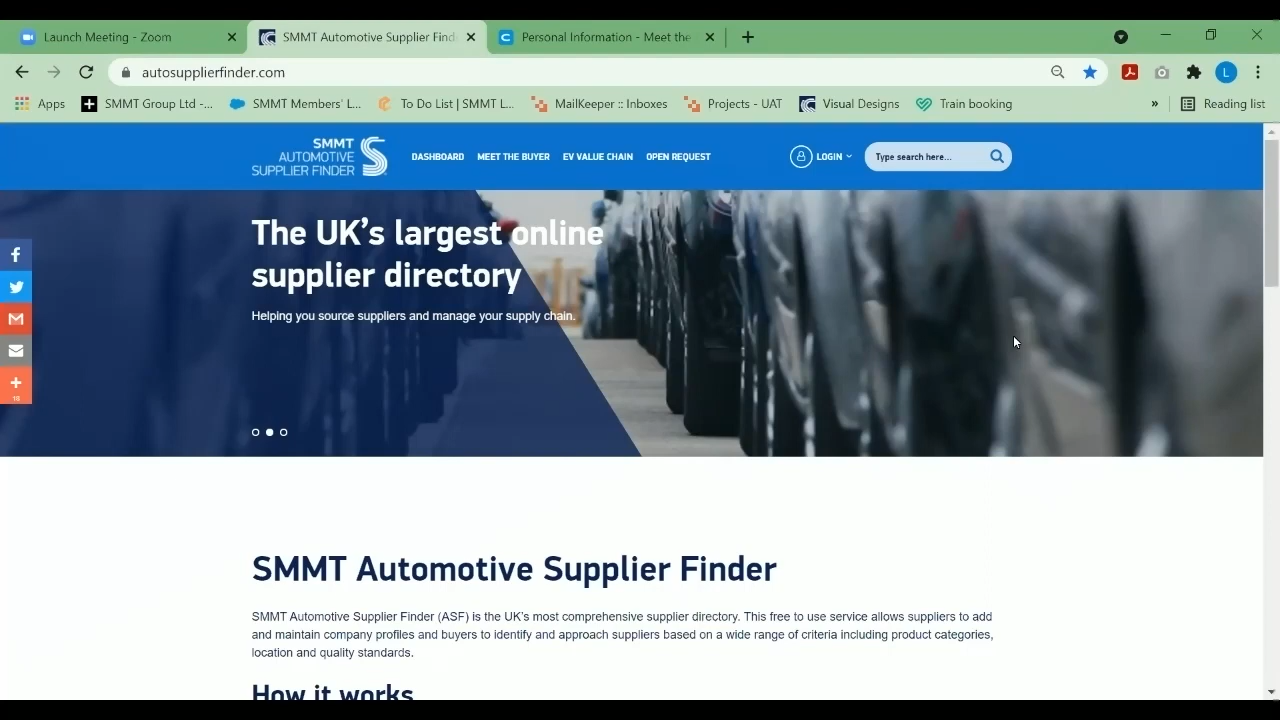 Launch Meeting - Zoom
SMMT Automotive Supplier Find
Personal Information - Meet the
autosupplierfinder.com
L
Apps
SMMT Group Ltd -...
SMMT Members' L...
To Do List | SMMT L...
MailKeeper :: Inboxes
Projects - UAT
Visual Designs
Train booking
»
Reading list
SMMT
AUTOMOTIVE
SUPPLIER FINDER
DASHBOARD
MEET THE BUYER
EV VALUE CHAIN
OPEN REQUEST
LOGIN
Type search here...
The UK's largest online
supplier directory
Helping you source suppliers and manage your supply chain.
SMMT Automotive Supplier Finder
SMMT Automotive Supplier Finder (ASF) is the UK's most comprehensive supplier directory. This free to use service allows suppliers to add
and maintain company profiles and buyers to identify and approach suppliers based on a wide range of criteria including product categories,
location and quality standards.
How it works